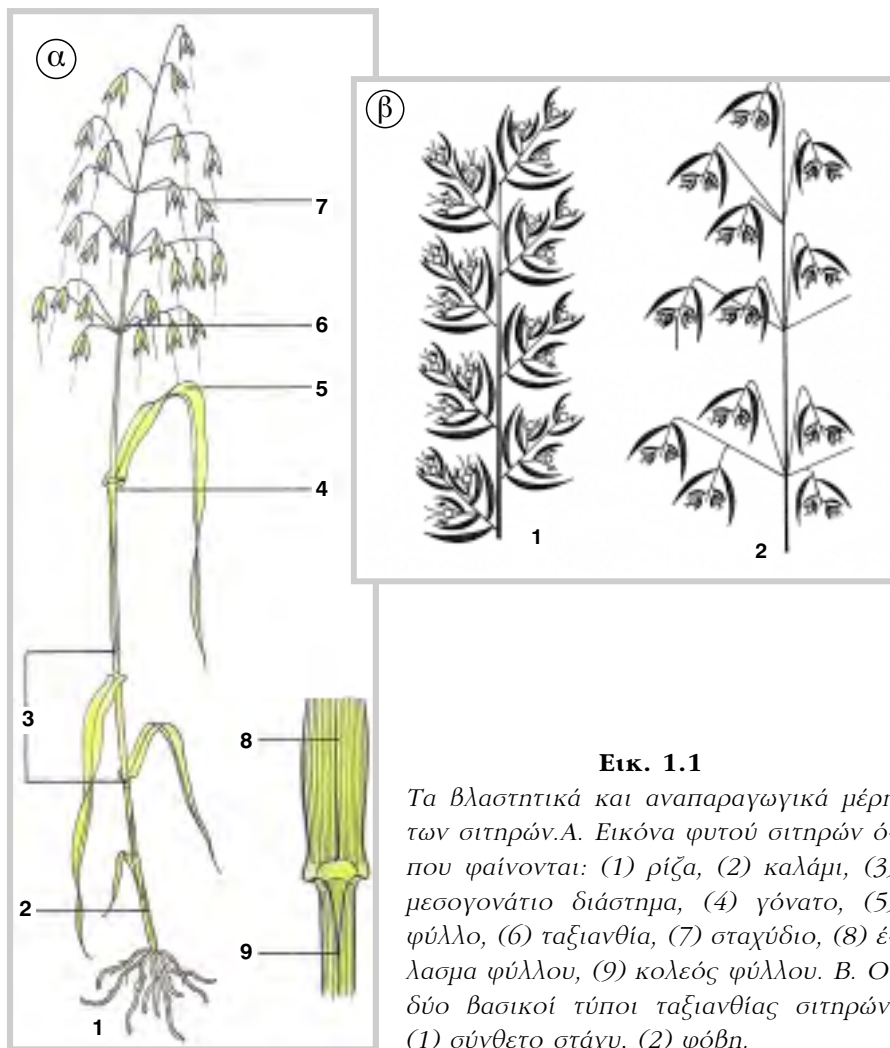 α
7
6
5
4
3
2
1
8
9
β
1
2
Εικ. 1.1
Τα βλαστητικά και αναπαραγωγικά μέρη
των σιτηρών.Α. Εικόνα φυτού σιτηρών ό-
που φαίνονται: (1) ρίζα, (2) καλάμι, (3)
μεσογονάτιο διάστημα, (4) γόνατο, (5)
φύλλο, (6) ταξιανθία, (7) σταχύδιο, (8) έ-
λασμα φύλλου, (9) κολεός φύλλου. Β. Ο
δύο βασικοί τύποι ταξιανθίας σιτηρών
(1) σύνθετο στάχυ, (2) φόβη.